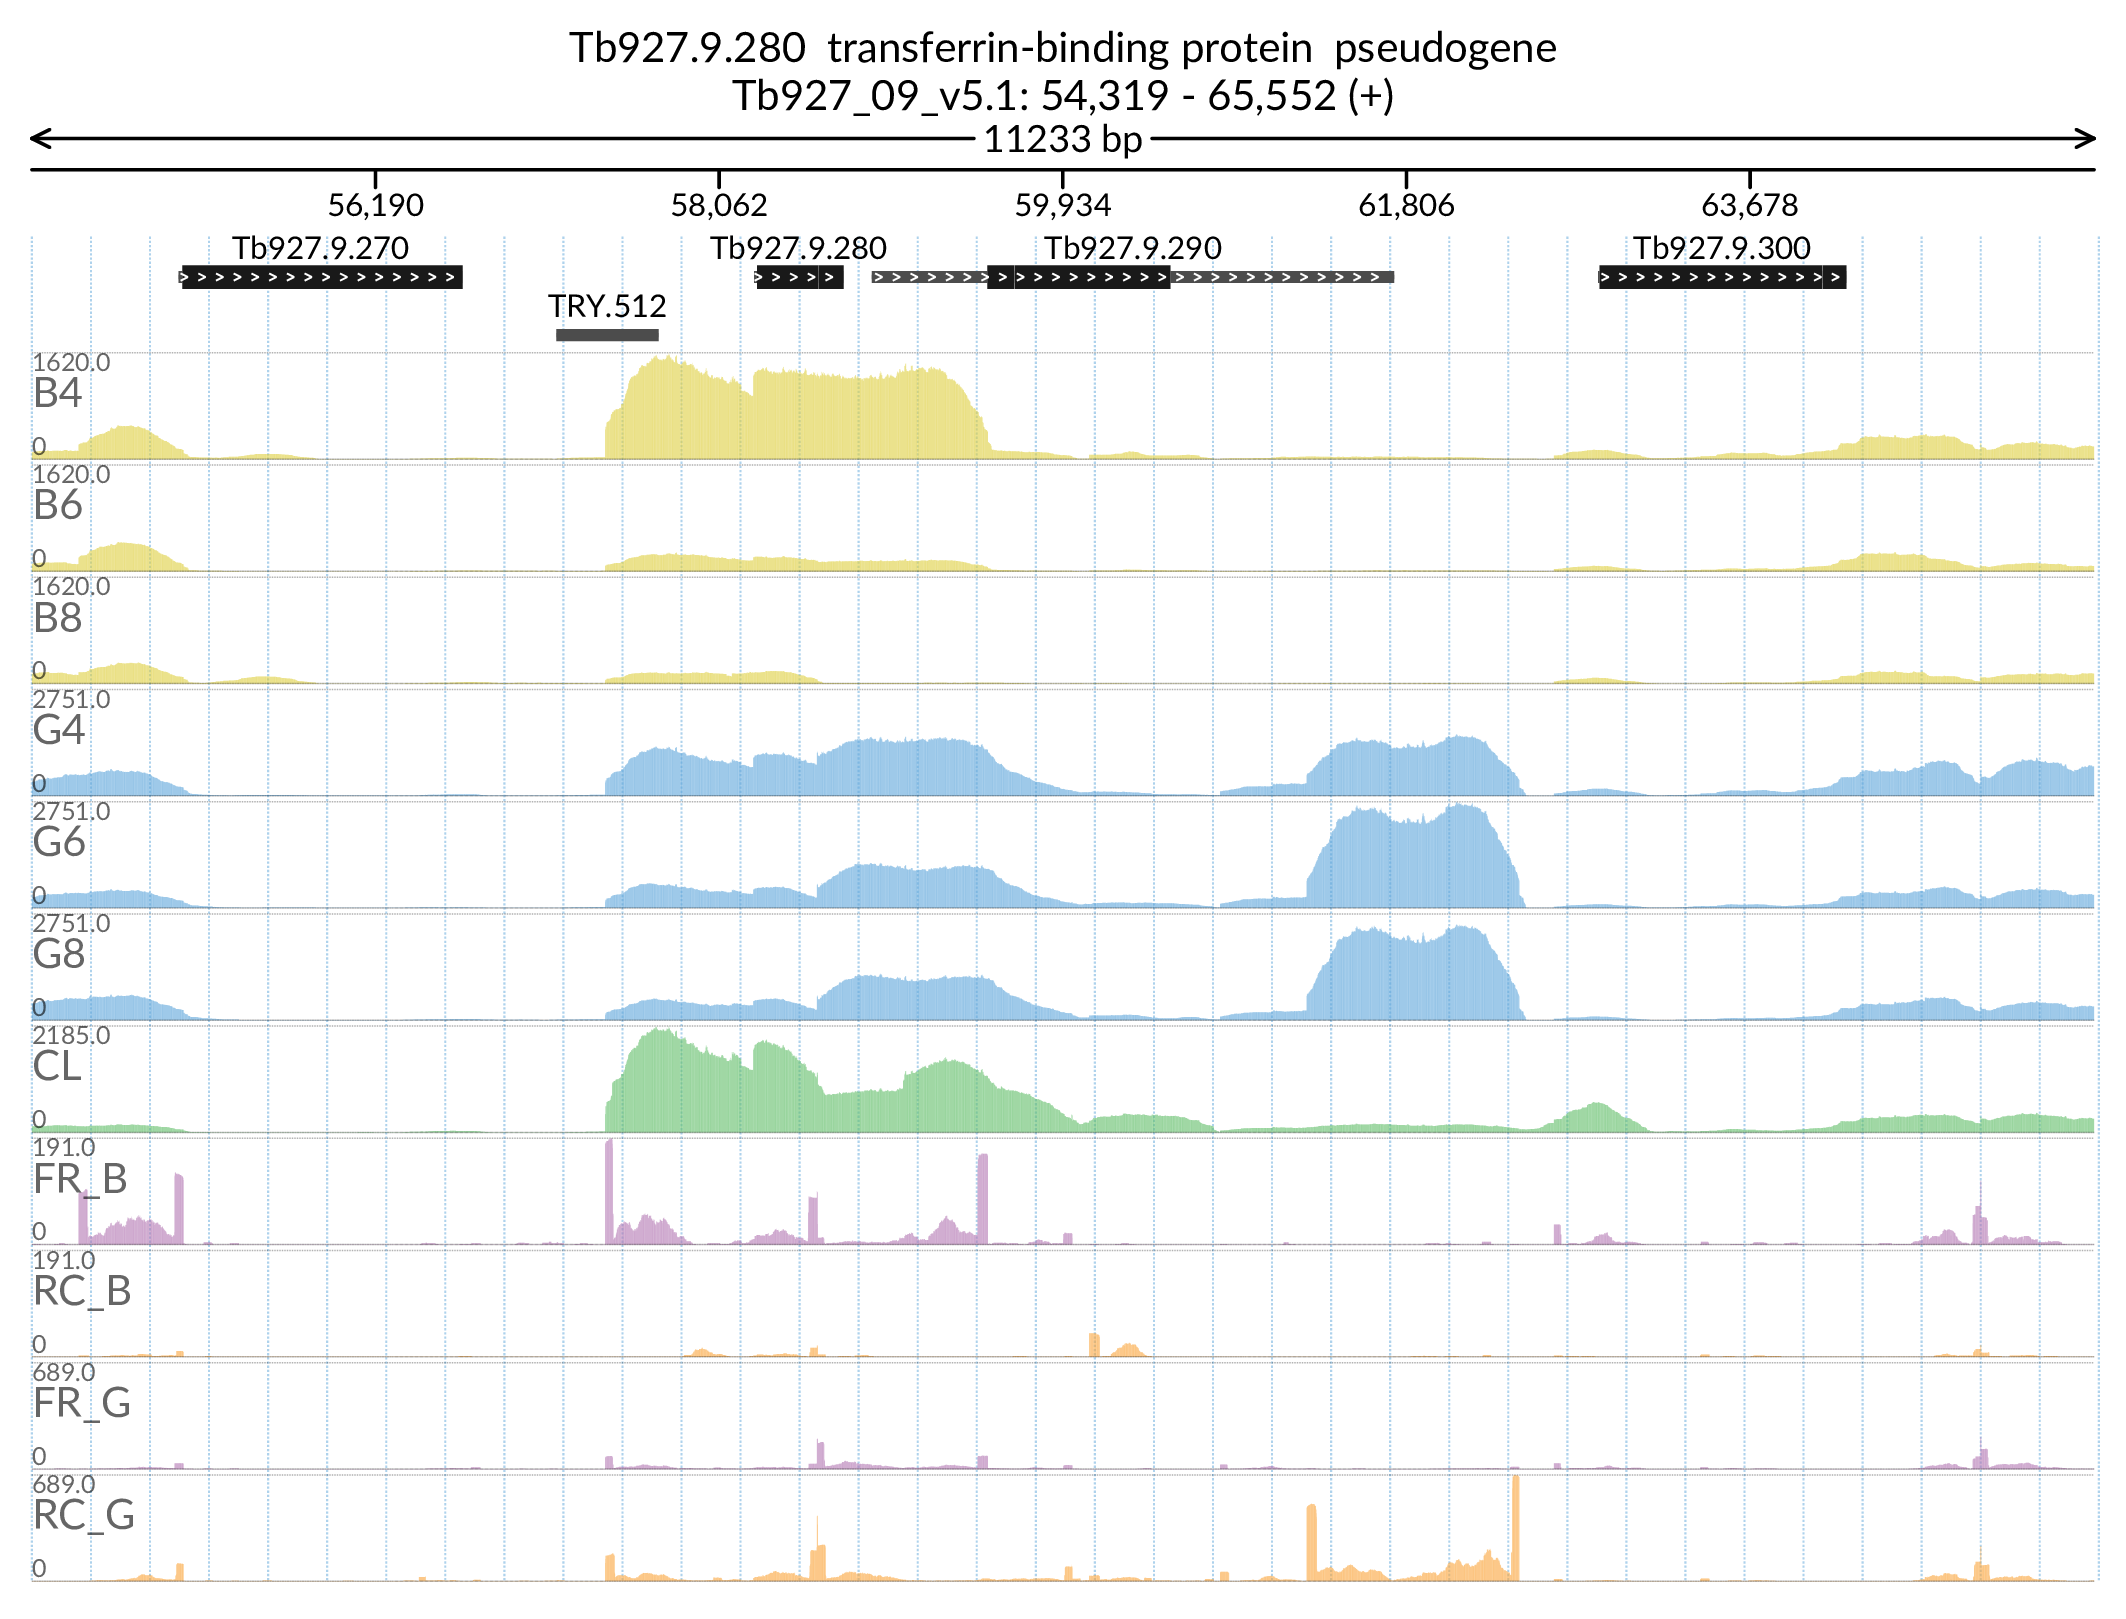 Tb927.9.280 transferrin-binding protein pseudogene
Tb927_09_v5.1: 54,319 - 65,552 (+)
11233 bp
56,190 58,062 59,934 61,806 63,678
Tb927.9.270 Tb927.9.280 Tb927.9.290 Tb927.9.300
TRY.512
1620.0
B4
0
1620.0
B6
0
1620.0
B8
0
2751.0
G4
0
2751.0
G6
0
2751.0
G8
0
2185.0
CL
0
191.0
FR_B
0
191.0
RC_B
0
689.0
FR_G
0
689.0
RC_G
0